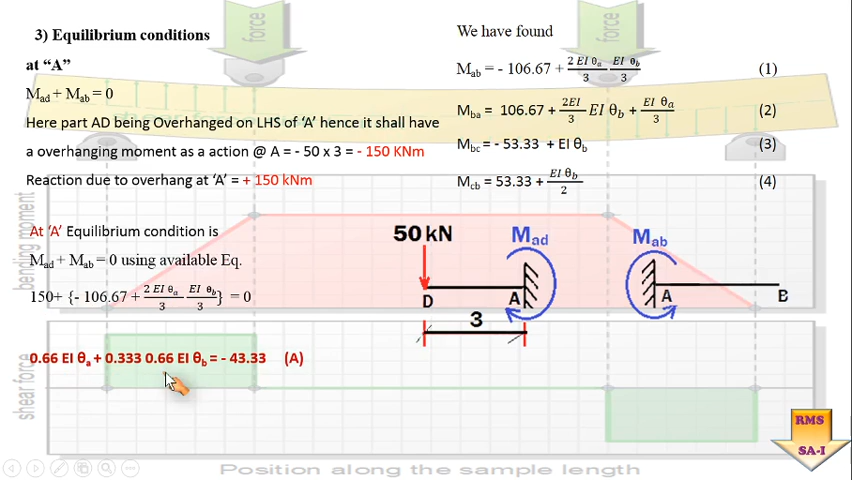 force
force
3) Equilibrium conditions
at “A”
Mad + Mab = 0
Here part AD being Overhanged on LHS of ‘A’ hence it shall have
a overhanging moment as a action @ A = - 50 x 3 = - 150 KNm
Reaction due to overhang at ‘A’ = + 150 kNm
At ‘A’ Equilibrium condition is
Mad + Mab = 0 using available Eq.
150+ {- 106.67 + 2 EI θa/3 EI θb/3} = 0
0.66 EI θa + 0.333 0.66 EI θb = - 43.33 (A)
We have found
Mab = - 106.67 + 2 EI θa/3 EI θb/3 (1)
Mba = 106.67 + 2EI/3 EI θb + EI θa/3 (2)
Mbc = - 53.33 + EI θb (3)
Mcb = 53.33 + EI θb/2 (4)
50 kN
Mad
Mab
D
A
A
B
3
bending moment
shear force
Position along the sample length
RMS
SA-I